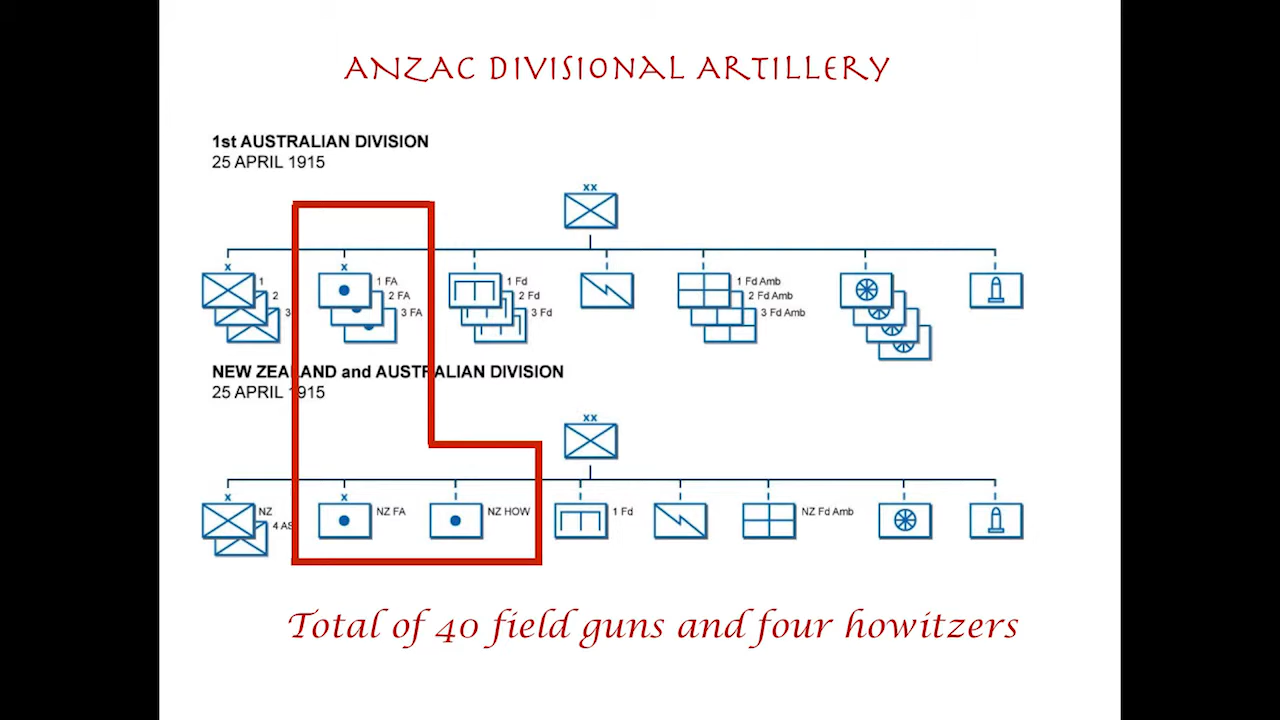 ANZAC DIVISIONAL ARTILLERY
1st AUSTRALIAN DIVISION
25 APRIL 1915
xx
x
1
2
3
x
1 FA
2 FA
3 FA
1 Fd
2 Fd
3 Fd
1 Fd Amb
2 Fd Amb
3 Fd Amb
NEW ZEALAND and AUSTRALIAN DIVISION
25 APRIL 1915
xx
x
NZ
4 AS
x
NZ FA
NZ HOW
1 Fd
NZ Fd Amb
Total of 40 field guns and four howitzers